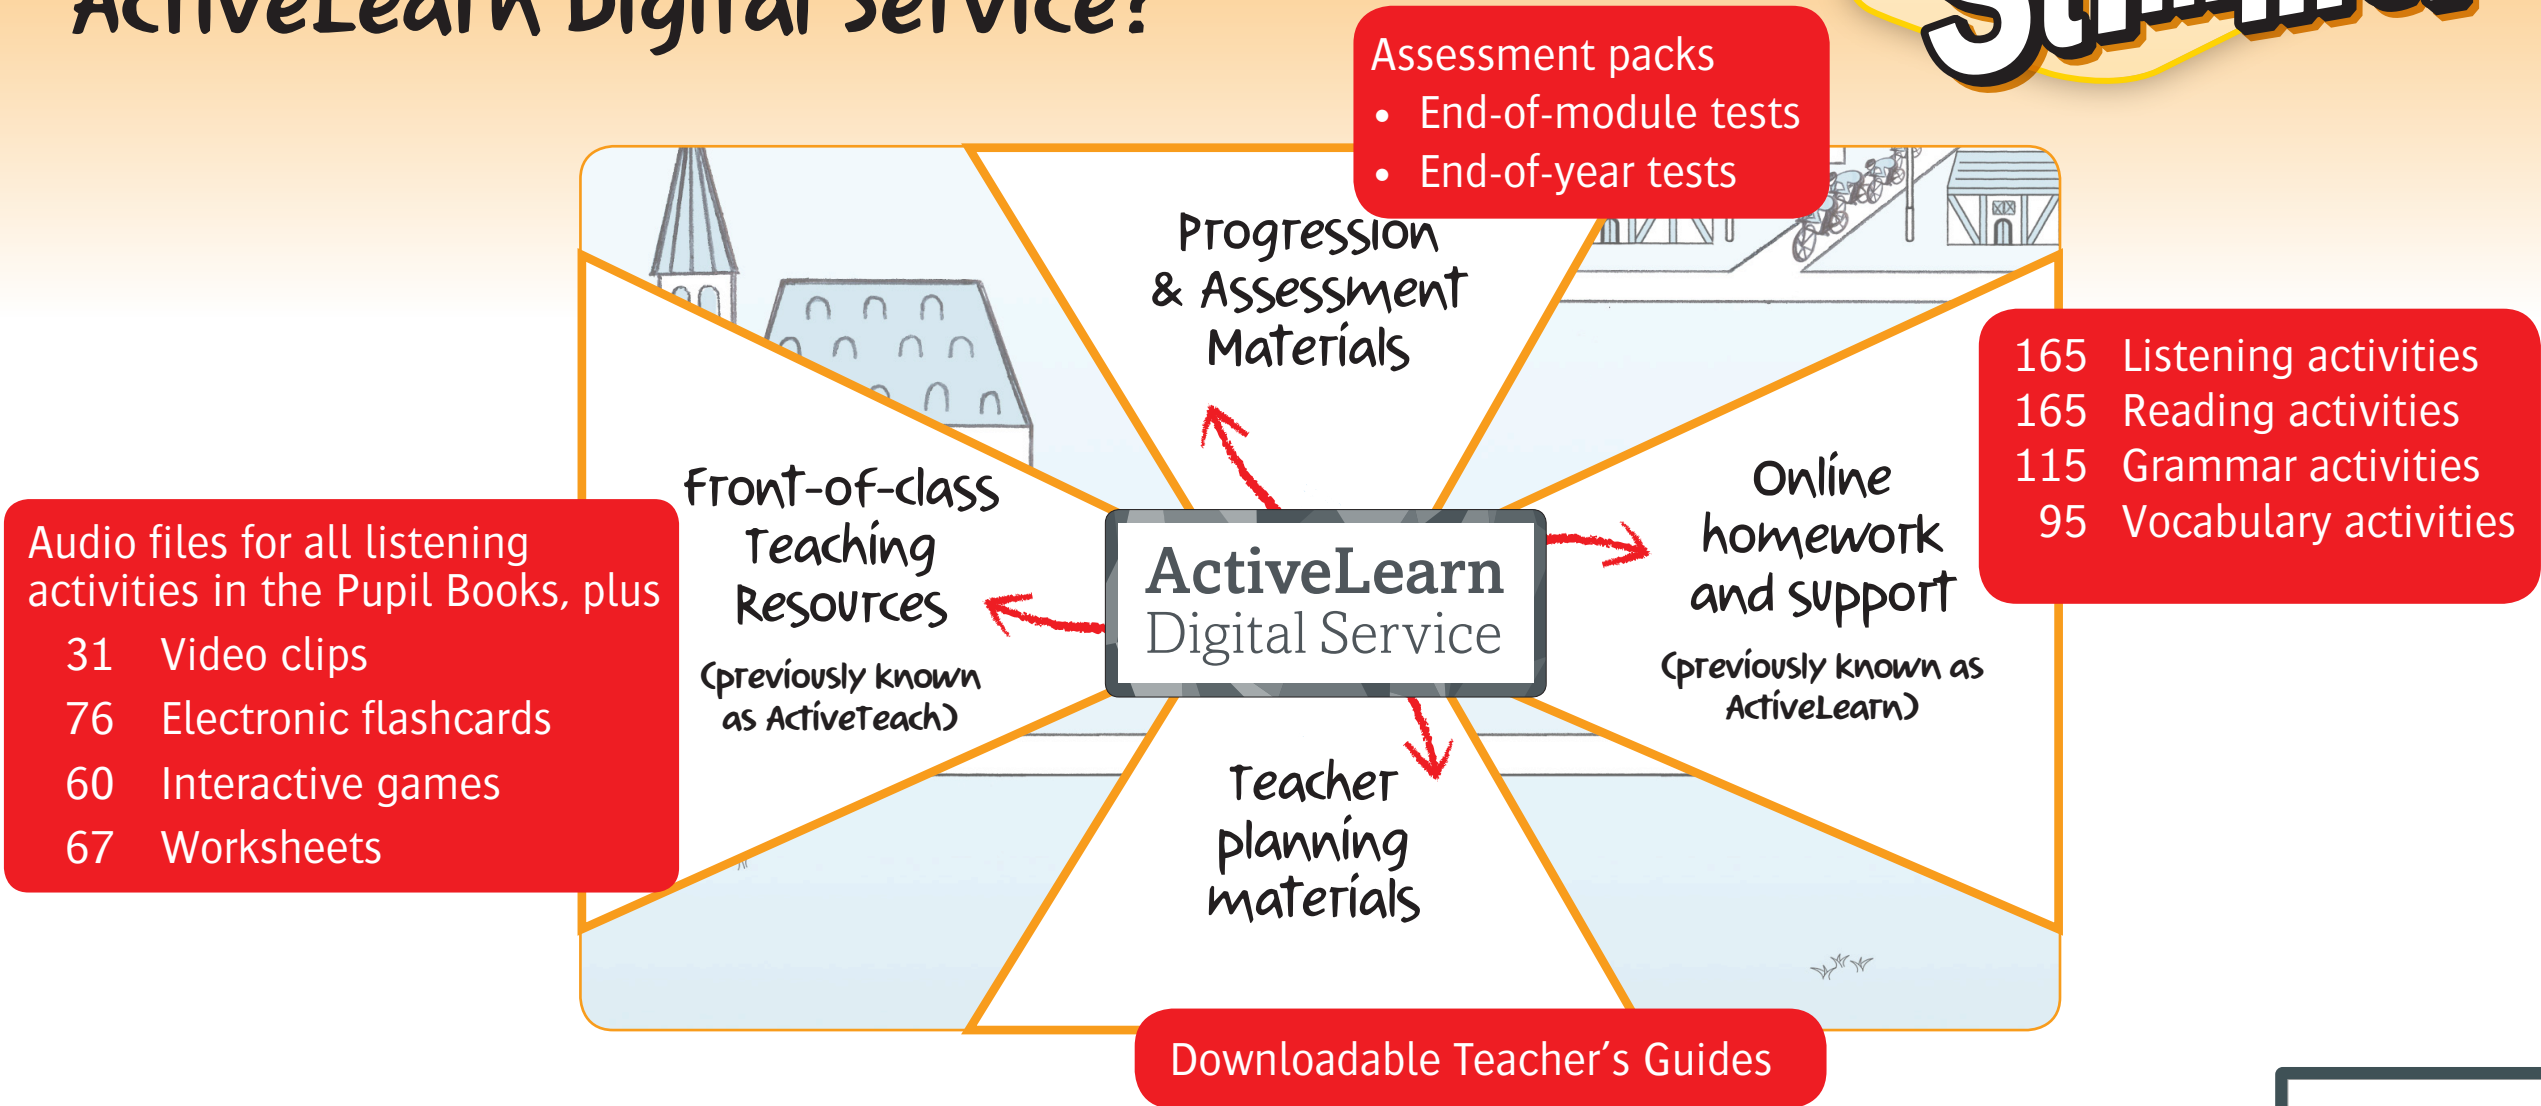 ActiveLearn Digital Service?
Assessment packs
• End-of-module tests
• End-of-year tests
Progression
& Assessment
Materials
165 Listening activities
165 Reading activities
115 Grammar activities
95 Vocabulary activities
Front-of-class
Teaching
Resources
(previously known
as ActiveTeach)
Audio files for all listening
activities in the Pupil Books, plus
31 Video clips
76 Electronic flashcards
60 Interactive games
67 Worksheets
ActiveLearn
Digital Service
Online
homework
and support
(previously known as
ActiveLearn)
Teacher
planning
materials
Downloadable Teacher's Guides